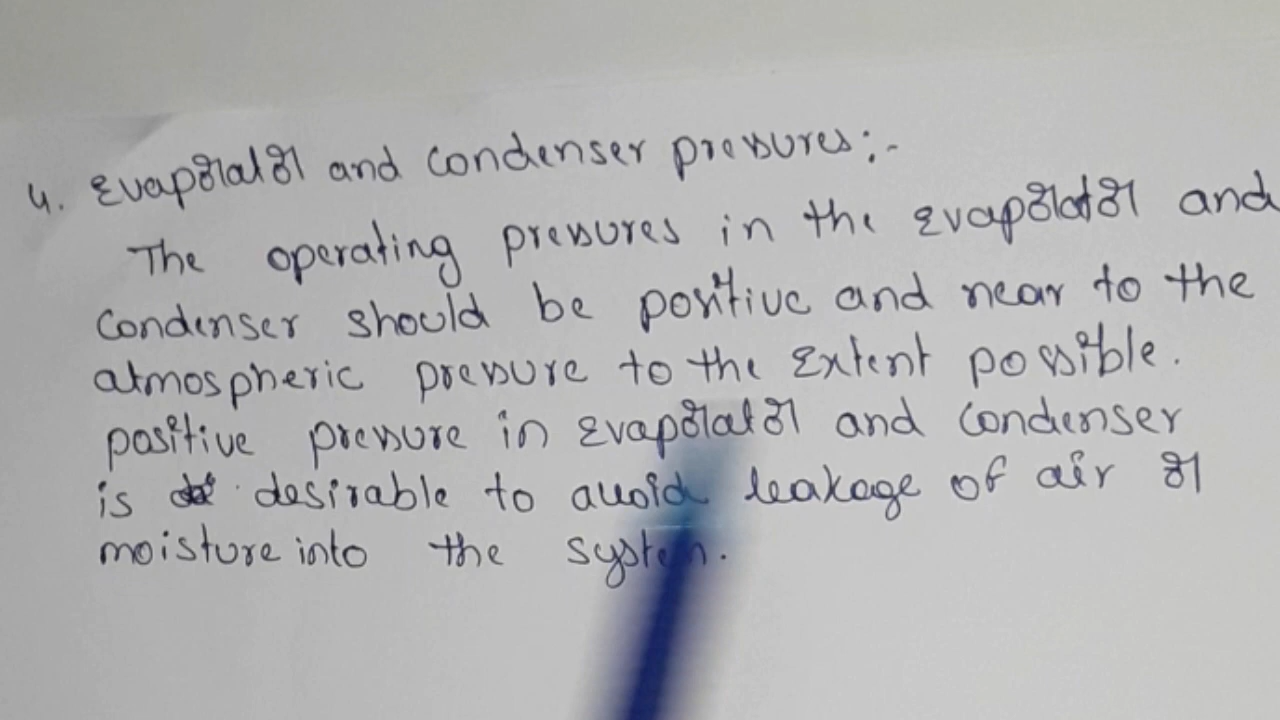 4. Evaporator and condenser pressures:-
The operating pressures in the evaporator and
condenser should be positive and near to the
atmospheric pressure to the extent possible.
positive pressure in evaporator and condenser
is desirable to avoid leakage of air or
moisture into the system.